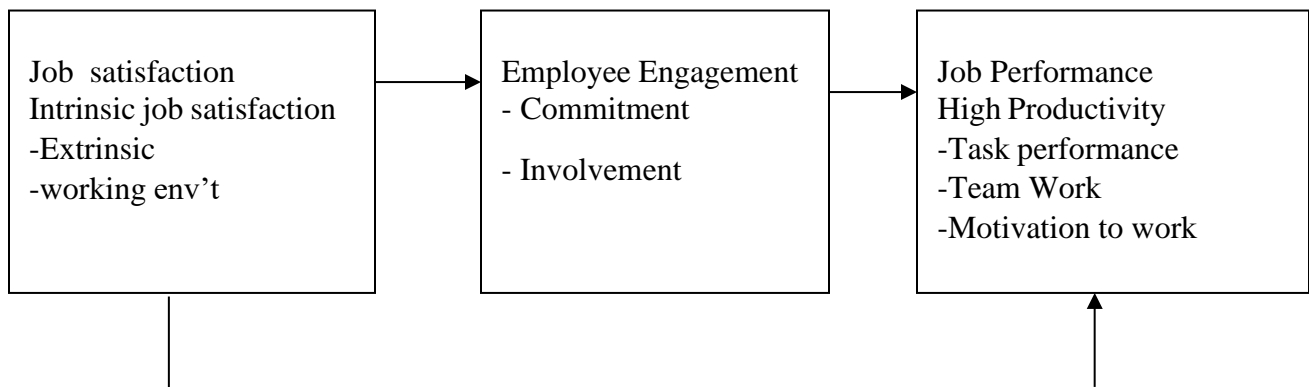 Job satisfaction
Intrinsic job satisfaction
-Extrinsic
-working env’t
Employee Engagement
- Commitment
- Involvement
Job Performance
High Productivity
-Task performance
-Team Work
-Motivation to work